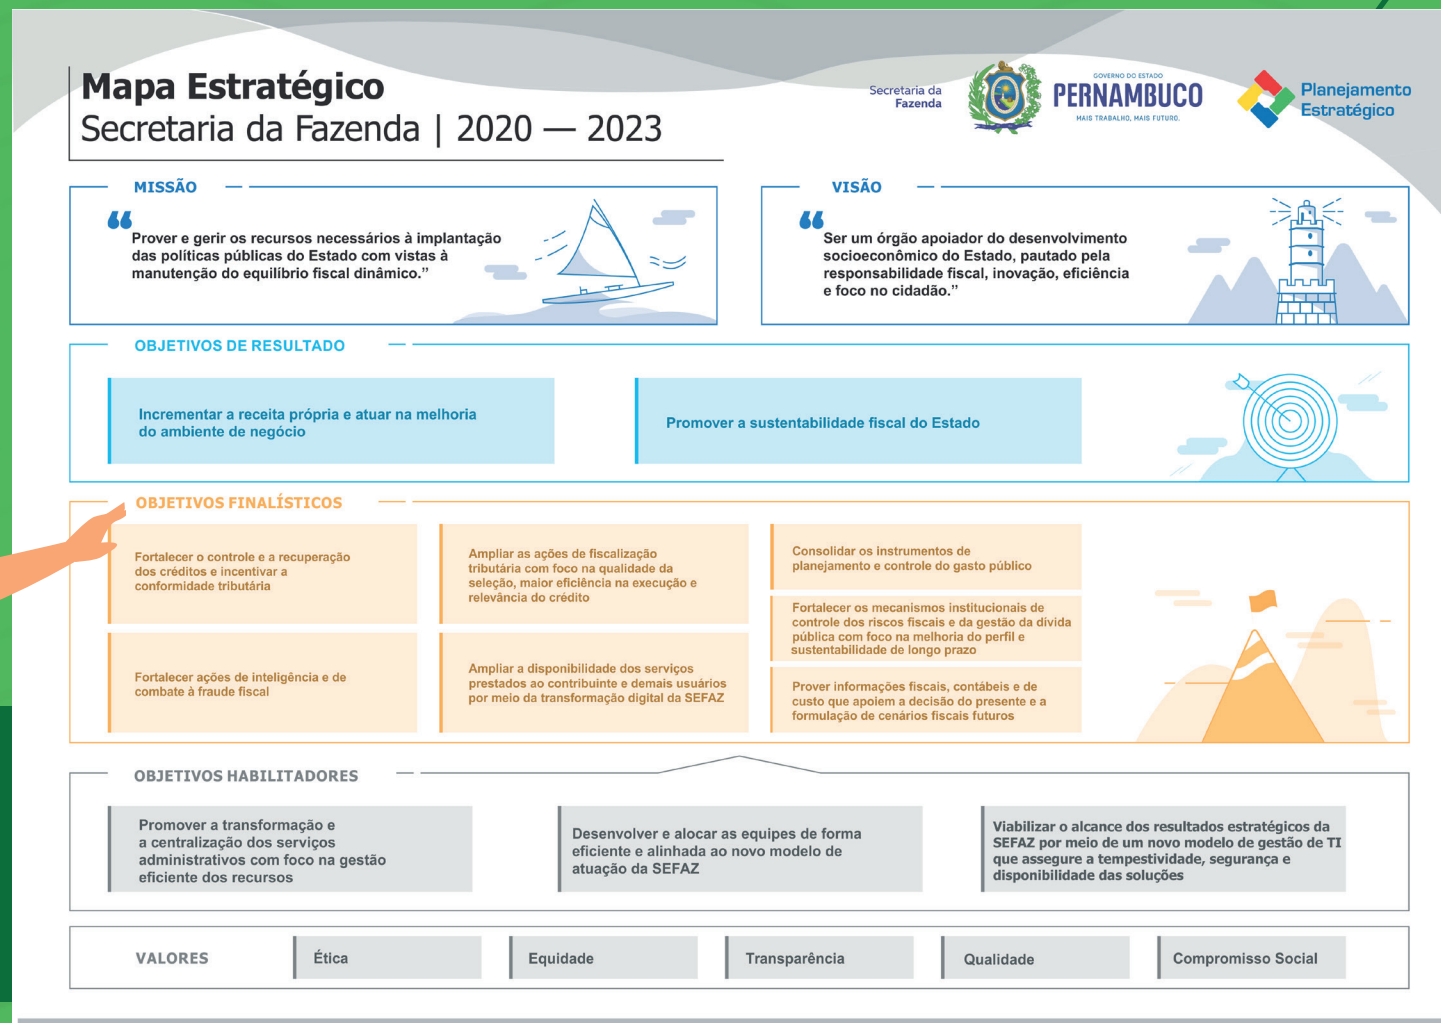 Mapa Estratégico
Secretaria da Fazenda | 2020 — 2023
Secretaria da
Fazenda
GOVERNO DO ESTADO
PERNAMBUCO
MAIS TRABALHO, MAIS FUTURO.
Planejamento
Estratégico
MISSÃO
“
Prover e gerir os recursos necessários à implantação
das políticas públicas do Estado com vistas à
manutenção do equilíbrio fiscal dinâmico.”
VISÃO
“
Ser um órgão apoiador do desenvolvimento
socioeconômico do Estado, pautado pela
responsabilidade fiscal, inovação, eficiência
e foco no cidadão.”
OBJETIVOS DE RESULTADO
Incrementar a receita própria e atuar na melhoria
do ambiente de negócio
Promover a sustentabilidade fiscal do Estado
OBJETIVOS FINALÍSTICOS
Fortalecer o controle e a recuperação
dos créditos e incentivar a
conformidade tributária
Fortalecer ações de inteligência e de
combate à fraude fiscal
Ampliar as ações de fiscalização
tributária com foco na qualidade da
seleção, maior eficiência na execução e
relevância do crédito
Ampliar a disponibilidade dos serviços
prestados ao contribuinte e demais usuários
por meio da transformação digital da SEFAZ
Consolidar os instrumentos de
planejamento e controle do gasto público
Fortalecer os mecanismos institucionais de
controle dos riscos fiscais e da gestão da dívida
pública com foco na melhoria do perfil e
sustentabilidade de longo prazo
Prover informações fiscais, contábeis e de
custo que apoiem a decisão do presente e a
formulação de cenários fiscais futuros
OBJETIVOS HABILITADORES
Promover a transformação e
a centralização dos serviços
administrativos com foco na gestão
eficiente dos recursos
Desenvolver e alocar as equipes de forma
eficiente e alinhada ao novo modelo de
atuação da SEFAZ
Viabilizar o alcance dos resultados estratégicos da
SEFAZ por meio de um novo modelo de gestão de TI
que assegure a tempestividade, segurança e
disponibilidade das soluções
VALORES
Ética
Equidade
Transparência
Qualidade
Compromisso Social